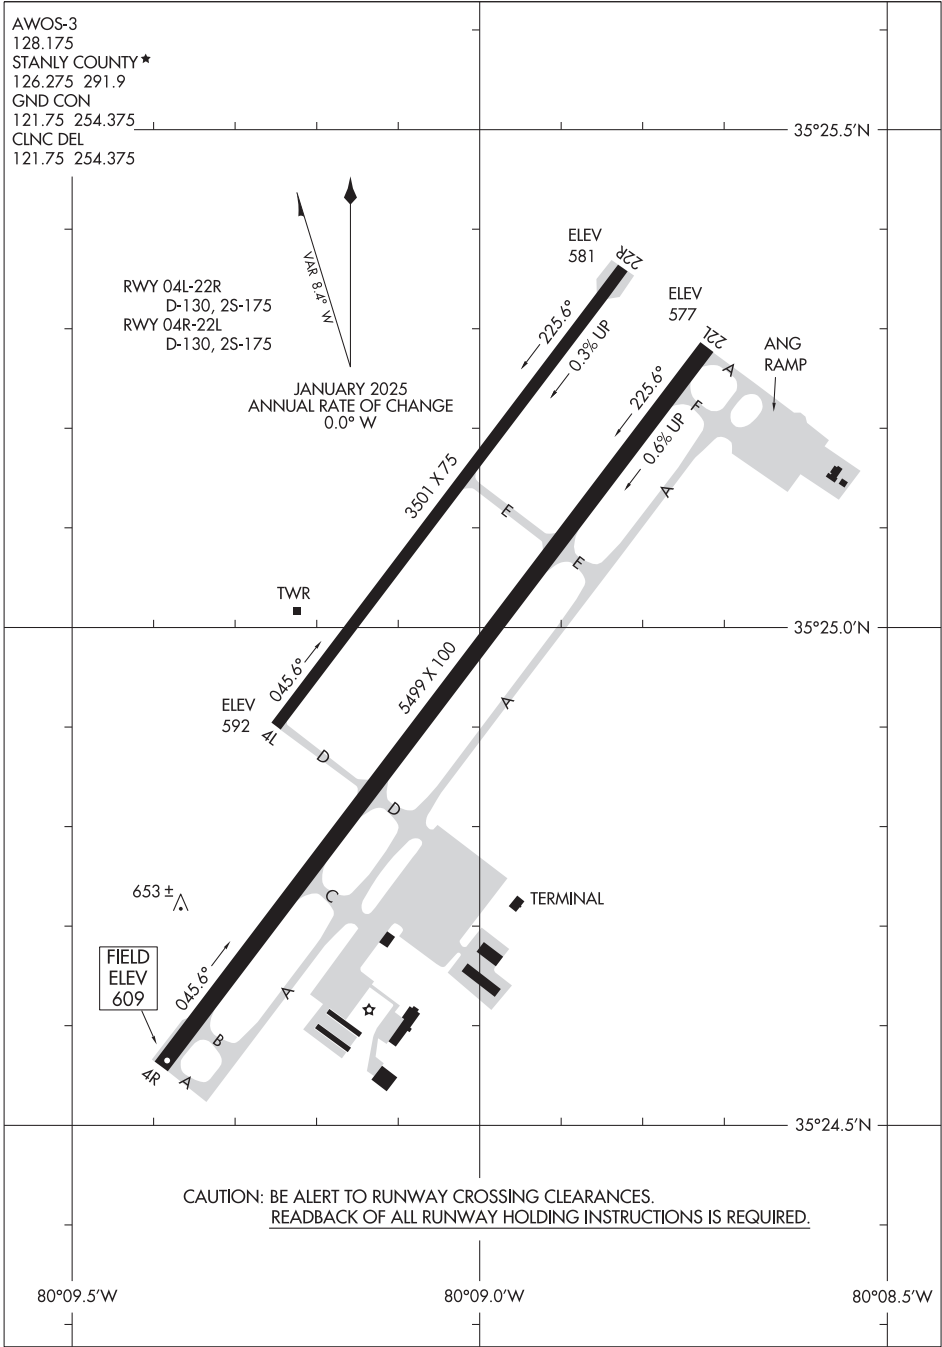 AWOS-3
128.175
STANLY COUNTY★
126.275 291.9
GND CON
121.75 254.375
CLNC DEL
121.75 254.375
35°25.5'N
VAR 8.4° W
JANUARY 2025
ANNUAL RATE OF CHANGE
0.0° W
RWY 04L-22R
D-130, 2S-175
RWY 04R-22L
D-130, 2S-175
ELEV
581
22R
225.6°
0.3% UP
ELEV
577
22L
225.6°
0.6% UP
ANG
RAMP
A
F
A
3501 X 75
E
E
TWR
35°25.0'N
045.6°
5499 X 100
A
ELEV
592
4L
D
D
C
653 ±
TERMINAL
FIELD
ELEV
609
045.6°
A
B
4R
A
35°24.5'N
CAUTION: BE ALERT TO RUNWAY CROSSING CLEARANCES.
READBACK OF ALL RUNWAY HOLDING INSTRUCTIONS IS REQUIRED.
80°09.5'W
80°09.0'W
80°08.5'W